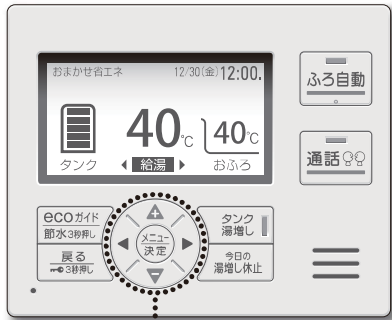 おまかせ省エネ 12/30(金)12:00.
40℃ 40℃
タンク 給湯 おふろ
ふろ自動
通話
ecoガイド
節水3秒押し
戻る
3秒押し
メニュー
決定
タンク
湯増し
今日の
湯増し休止